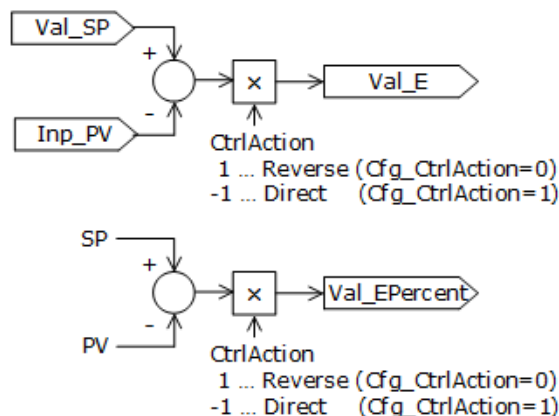 Val_SP
+
×
Val_E
-
Inp_PV
CtrlAction
1 ... Reverse (Cfg_CtrlAction=0)
-1 ... Direct (Cfg_CtrlAction=1)
SP
+
×
Val_EPercent
-
PV
CtrlAction
1 ... Reverse (Cfg_CtrlAction=0)
-1 ... Direct (Cfg_CtrlAction=1)